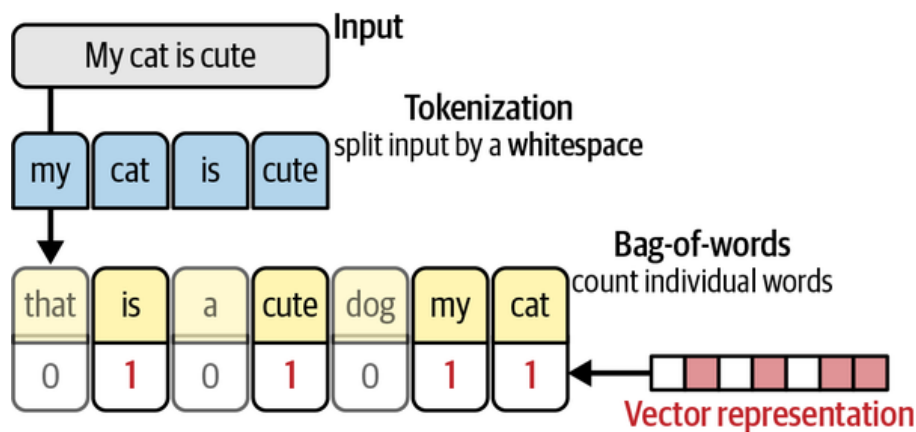 Input
My cat is cute
Tokenization
split input by a whitespace
my cat is cute
Bag-of-words
count individual words
that is a cute dog my cat
0 1 0 1 0 1 1
Vector representation